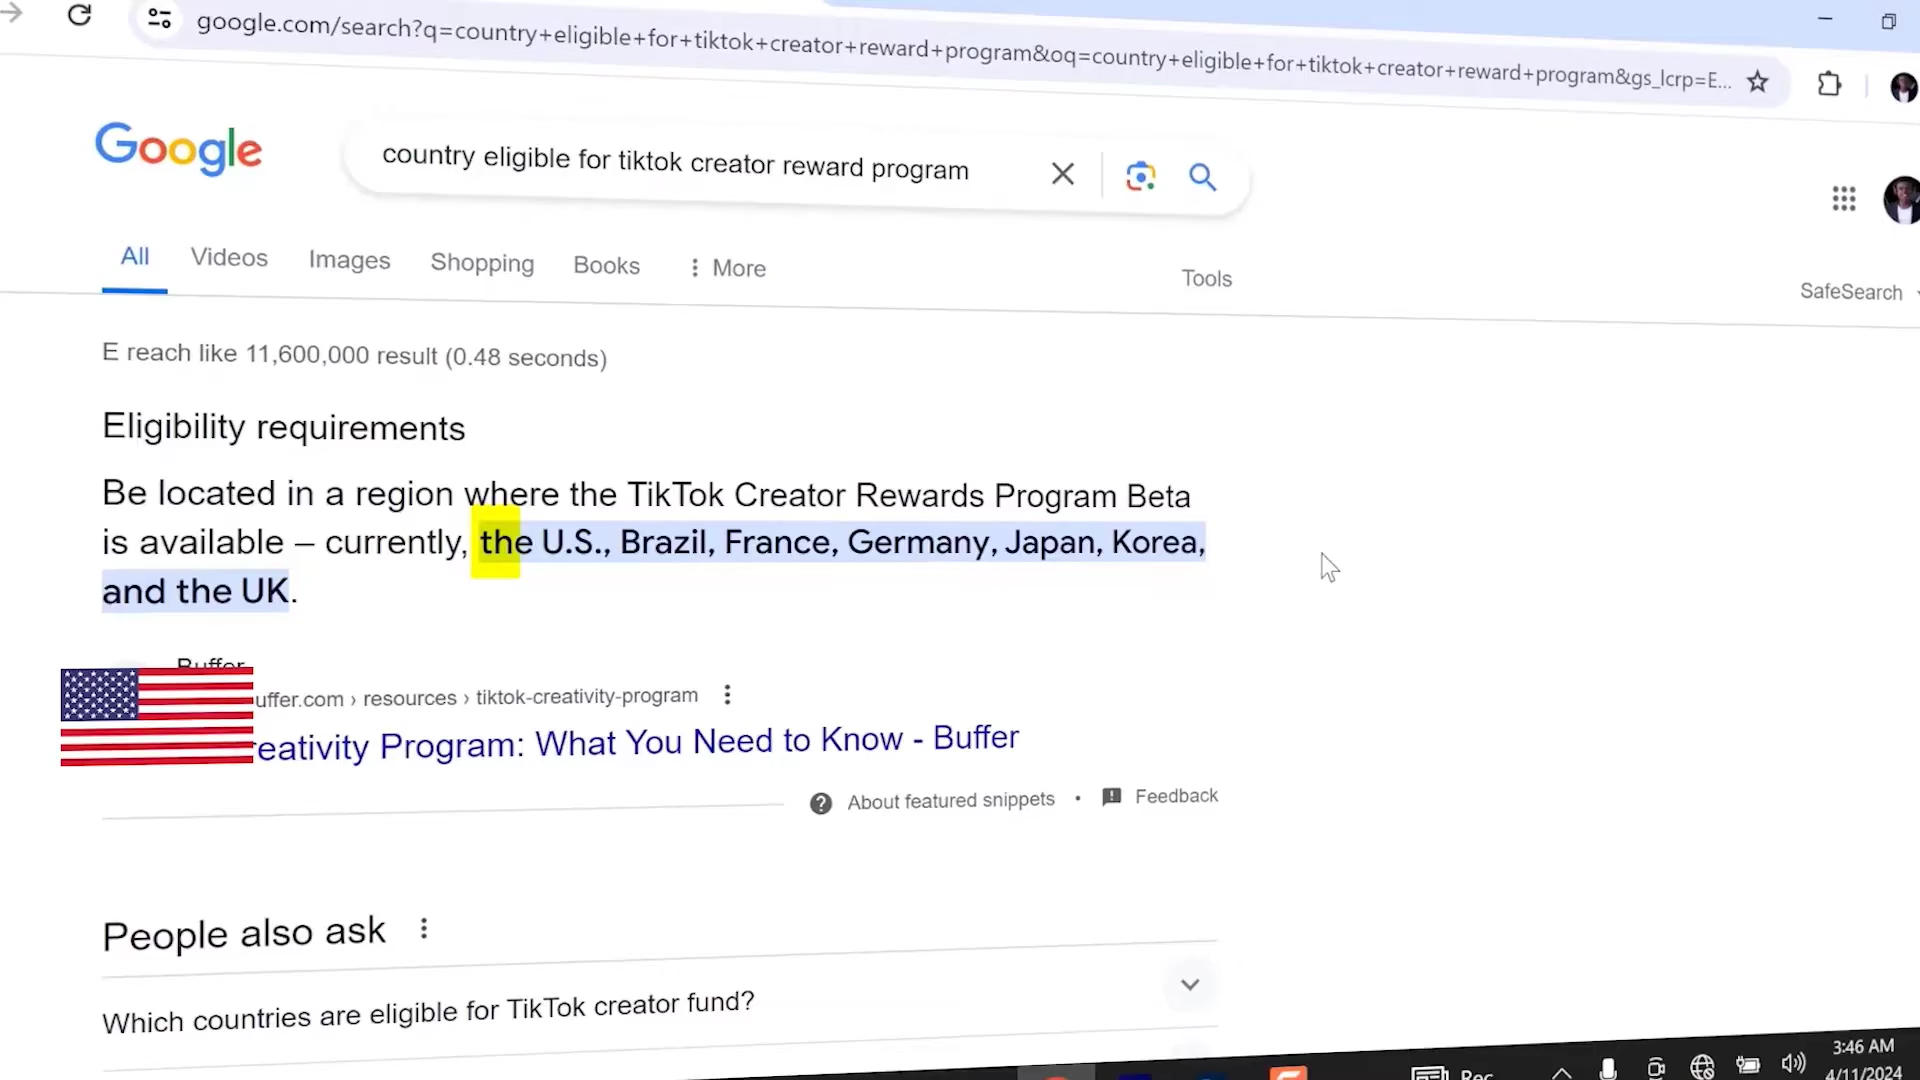 google.com/search?q=country+eligible+for+tiktok+creator+reward+program&oq=country+eligible+for+tiktok+creator+reward+program&gs_lcrp=E...
Google
country eligible for tiktok creator reward program
All Videos Images Shopping Books More Tools
SafeSearch
E reach like 11,600,000 result (0.48 seconds)
Eligibility requirements
Be located in a region where the TikTok Creator Rewards Program Beta
is available – currently, the U.S., Brazil, France, Germany, Japan, Korea,
and the UK.
Buffer
uffer.com › resources › tiktok-creativity-program
eativity Program: What You Need to Know - Buffer
About featured snippets • Feedback
People also ask
Which countries are eligible for TikTok creator fund?
Rec
3:46 AM
4/11/2024